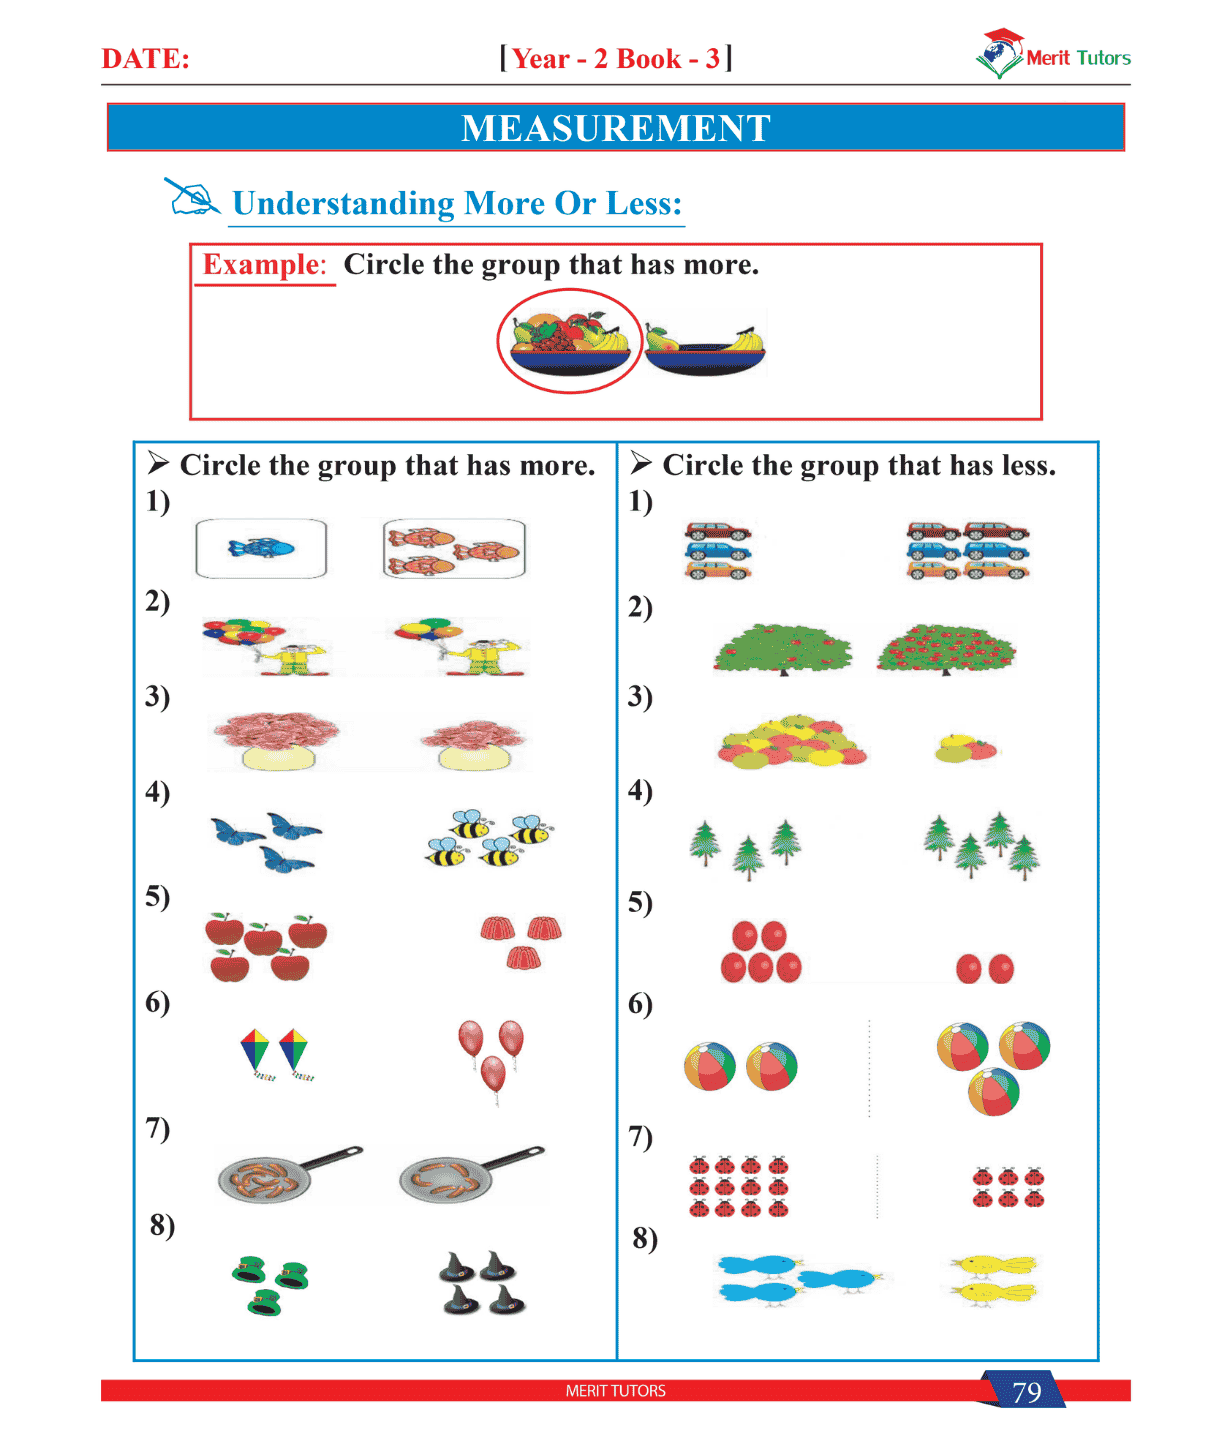 DATE:
[Year - 2 Book - 3]
Merit Tutors
MEASUREMENT
Understanding More Or Less:
Example: Circle the group that has more.
➢ Circle the group that has more.
1)
2)
3)
4)
5)
6)
7)
8)
➢ Circle the group that has less.
1)
2)
3)
4)
5)
6)
7)
8)
MERIT TUTORS
79